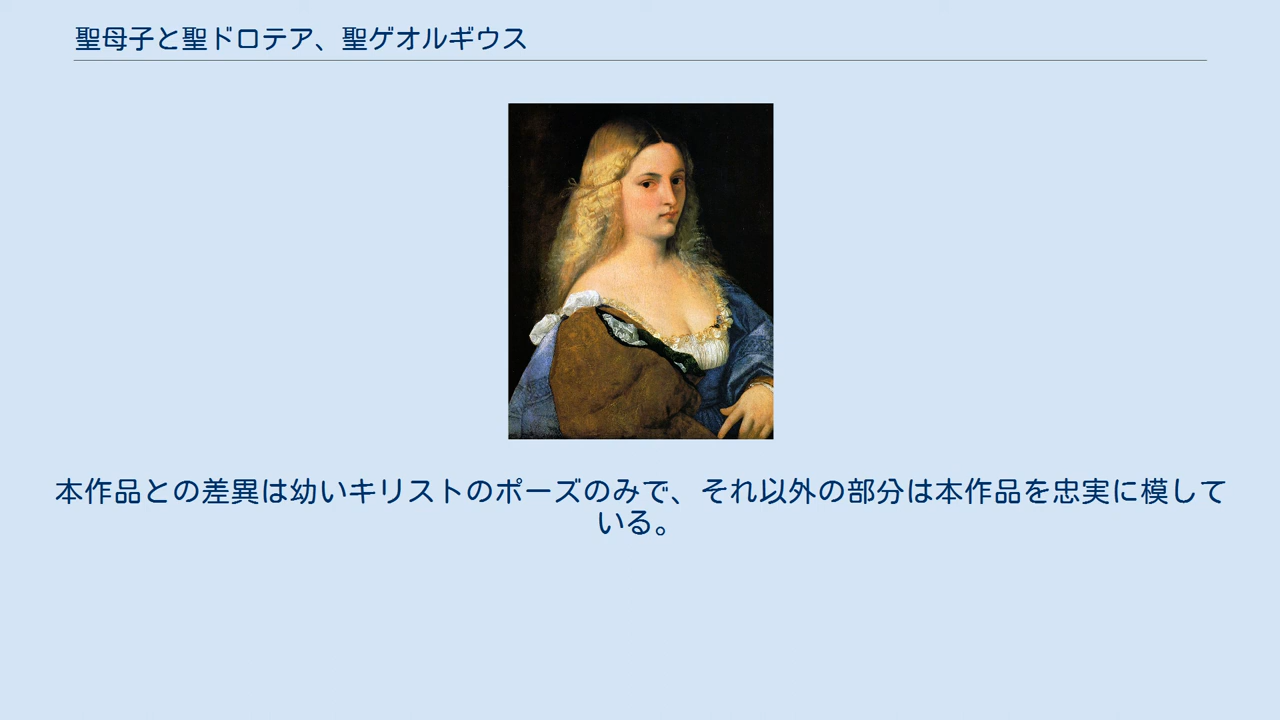 聖母子と聖ドロテア、聖ゲオルギウス
本作品との差異は幼いキリストのポーズのみで、それ以外の部分は本作品を忠実に模して
いる。